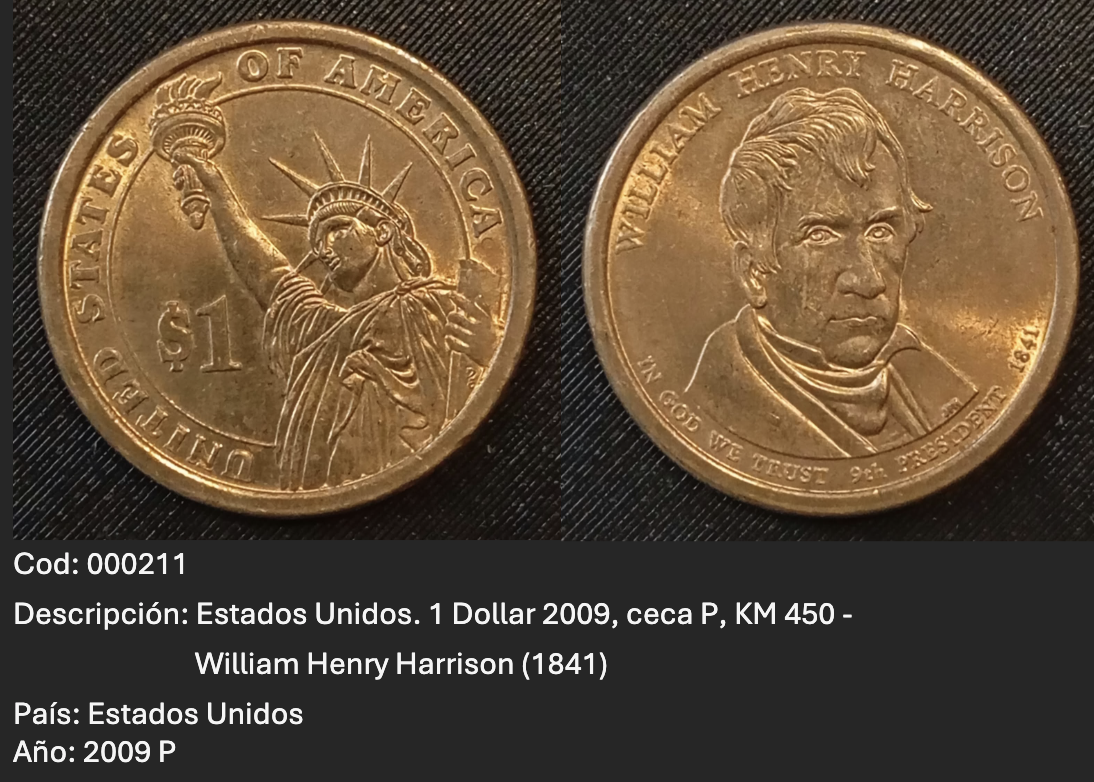 UNITED STATES OF AMERICA
$1
WILLIAM HENRY HARRISON
IN GOD WE TRUST 9th PRESIDENT 1841
Cod: 000211
Descripción: Estados Unidos. 1 Dollar 2009, ceca P, KM 450 -
William Henry Harrison (1841)
País: Estados Unidos
Año: 2009 P